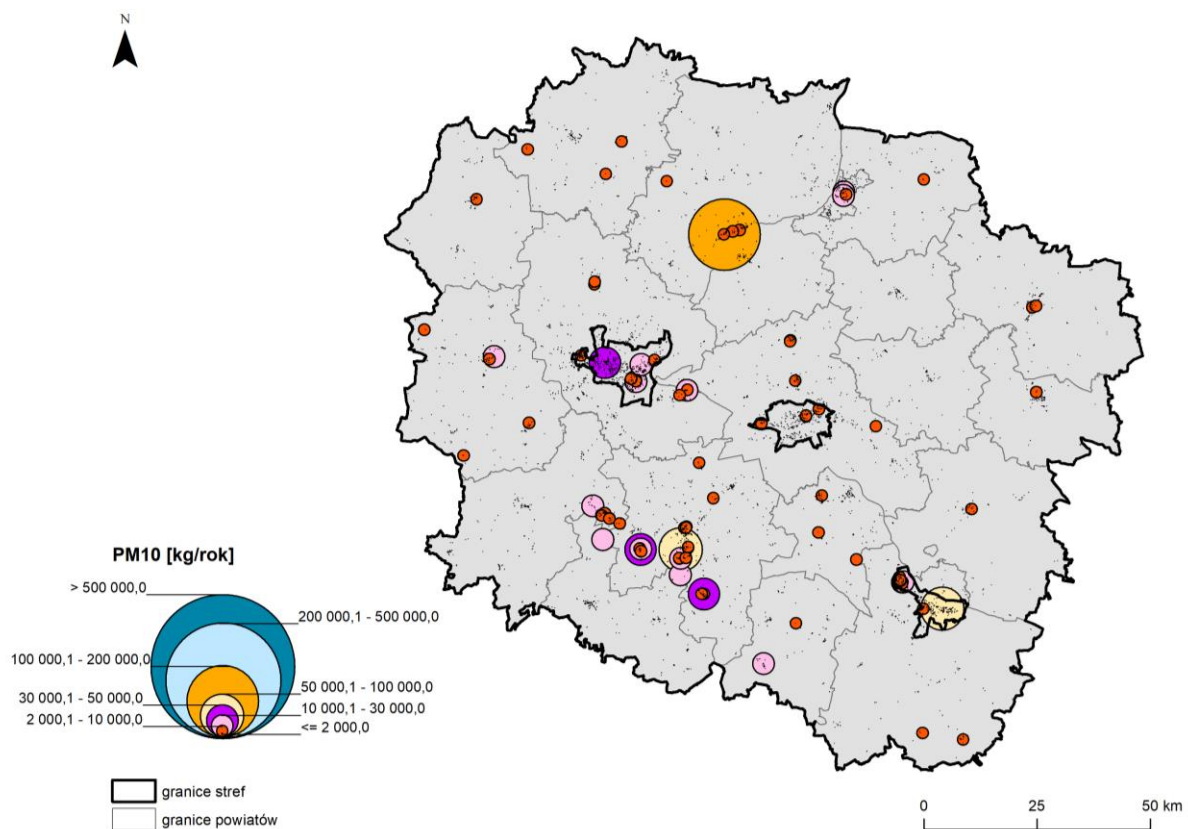 N
PM10 [kg/rok]
> 500 000,0
200 000,1 - 500 000,0
100 000,1 - 200 000,0
50 000,1 - 100 000,0
30 000,1 - 50 000,0
10 000,1 - 30 000,0
2 000,1 - 10 000,0
<= 2 000,0
granice stref
granice powiatów
0 25 50 km